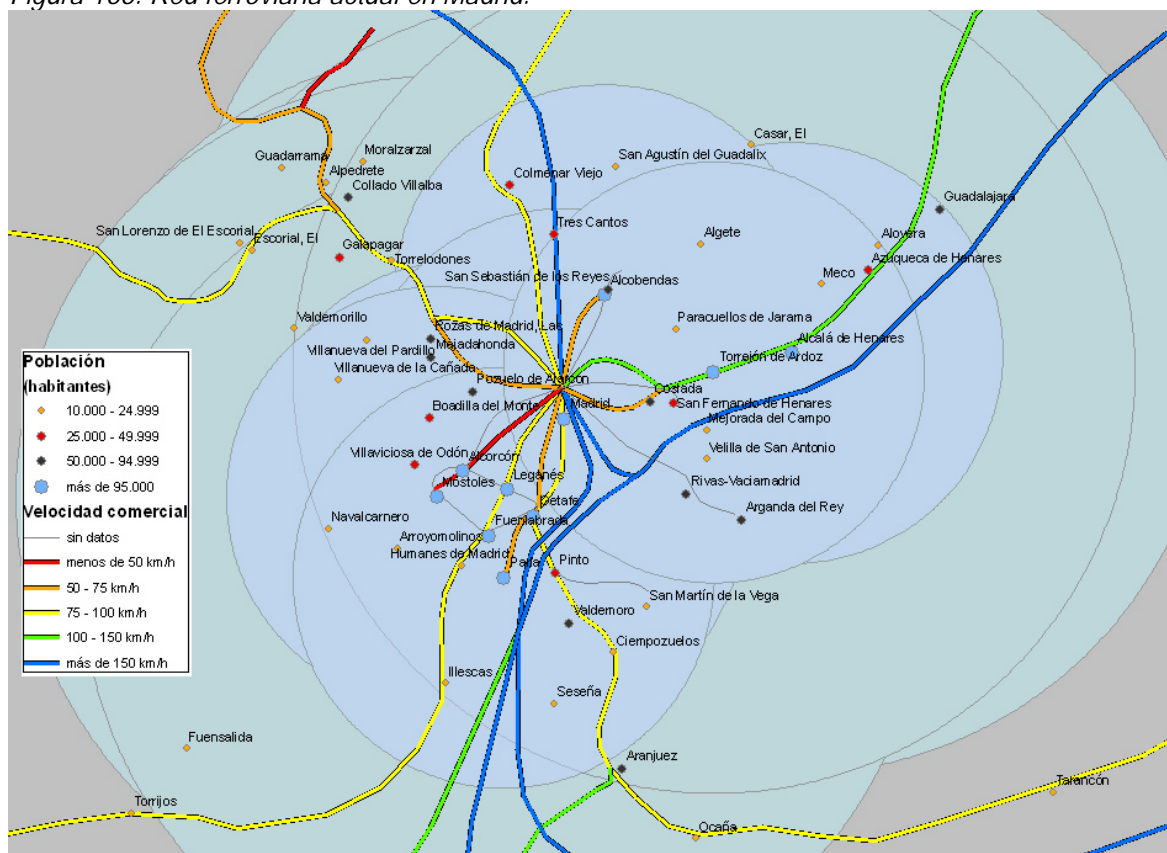 Figura 103. Red ferroviaria actual en Madrid.
Casar, El
Guadarrama
Moralzarzal
San Agustín del Guadalix
Alpedrete
Collado Villalba
Colmenar Viejo
Guadalajara
Tres Cantos
San Lorenzo de El Escorial
Escorial, El
Galapagar
Torrelodones
Algete
Alovera
Azuqueca de Henares
Meco
San Sebastián de los Reyes
Alcobendas
Valdemorillo
Rozas de Madrid, Las
Paracuellos de Jarama
Villanueva del Pardillo
Majadahonda
Alcalá de Henares
Torrejón de Ardoz
Villanueva de la Cañada
Pozuelo de Alarcón
Coslada
Boadilla del Monte
Madrid
San Fernando de Henares
Mejorada del Campo
Villaviciosa de Odón
Alcorcón
Velilla de San Antonio
Móstoles
Leganés
Rivas-Vaciamadrid
Getafe
Arganda del Rey
Navalcarnero
Fuenlabrada
Arroyomolinos
Humanes de Madrid
Parla
Pinto
San Martín de la Vega
Valdemoro
Ciempozuelos
Illescas
Seseña
Fuensalida
Aranjuez
Tarancón
Torrijos
Ocaña
Población
(habitantes)
10.000 - 24.999
25.000 - 49.999
50.000 - 94.999
más de 95.000
Velocidad comercial
sin datos
menos de 50 km/h
50 - 75 km/h
75 - 100 km/h
100 - 150 km/h
más de 150 km/h